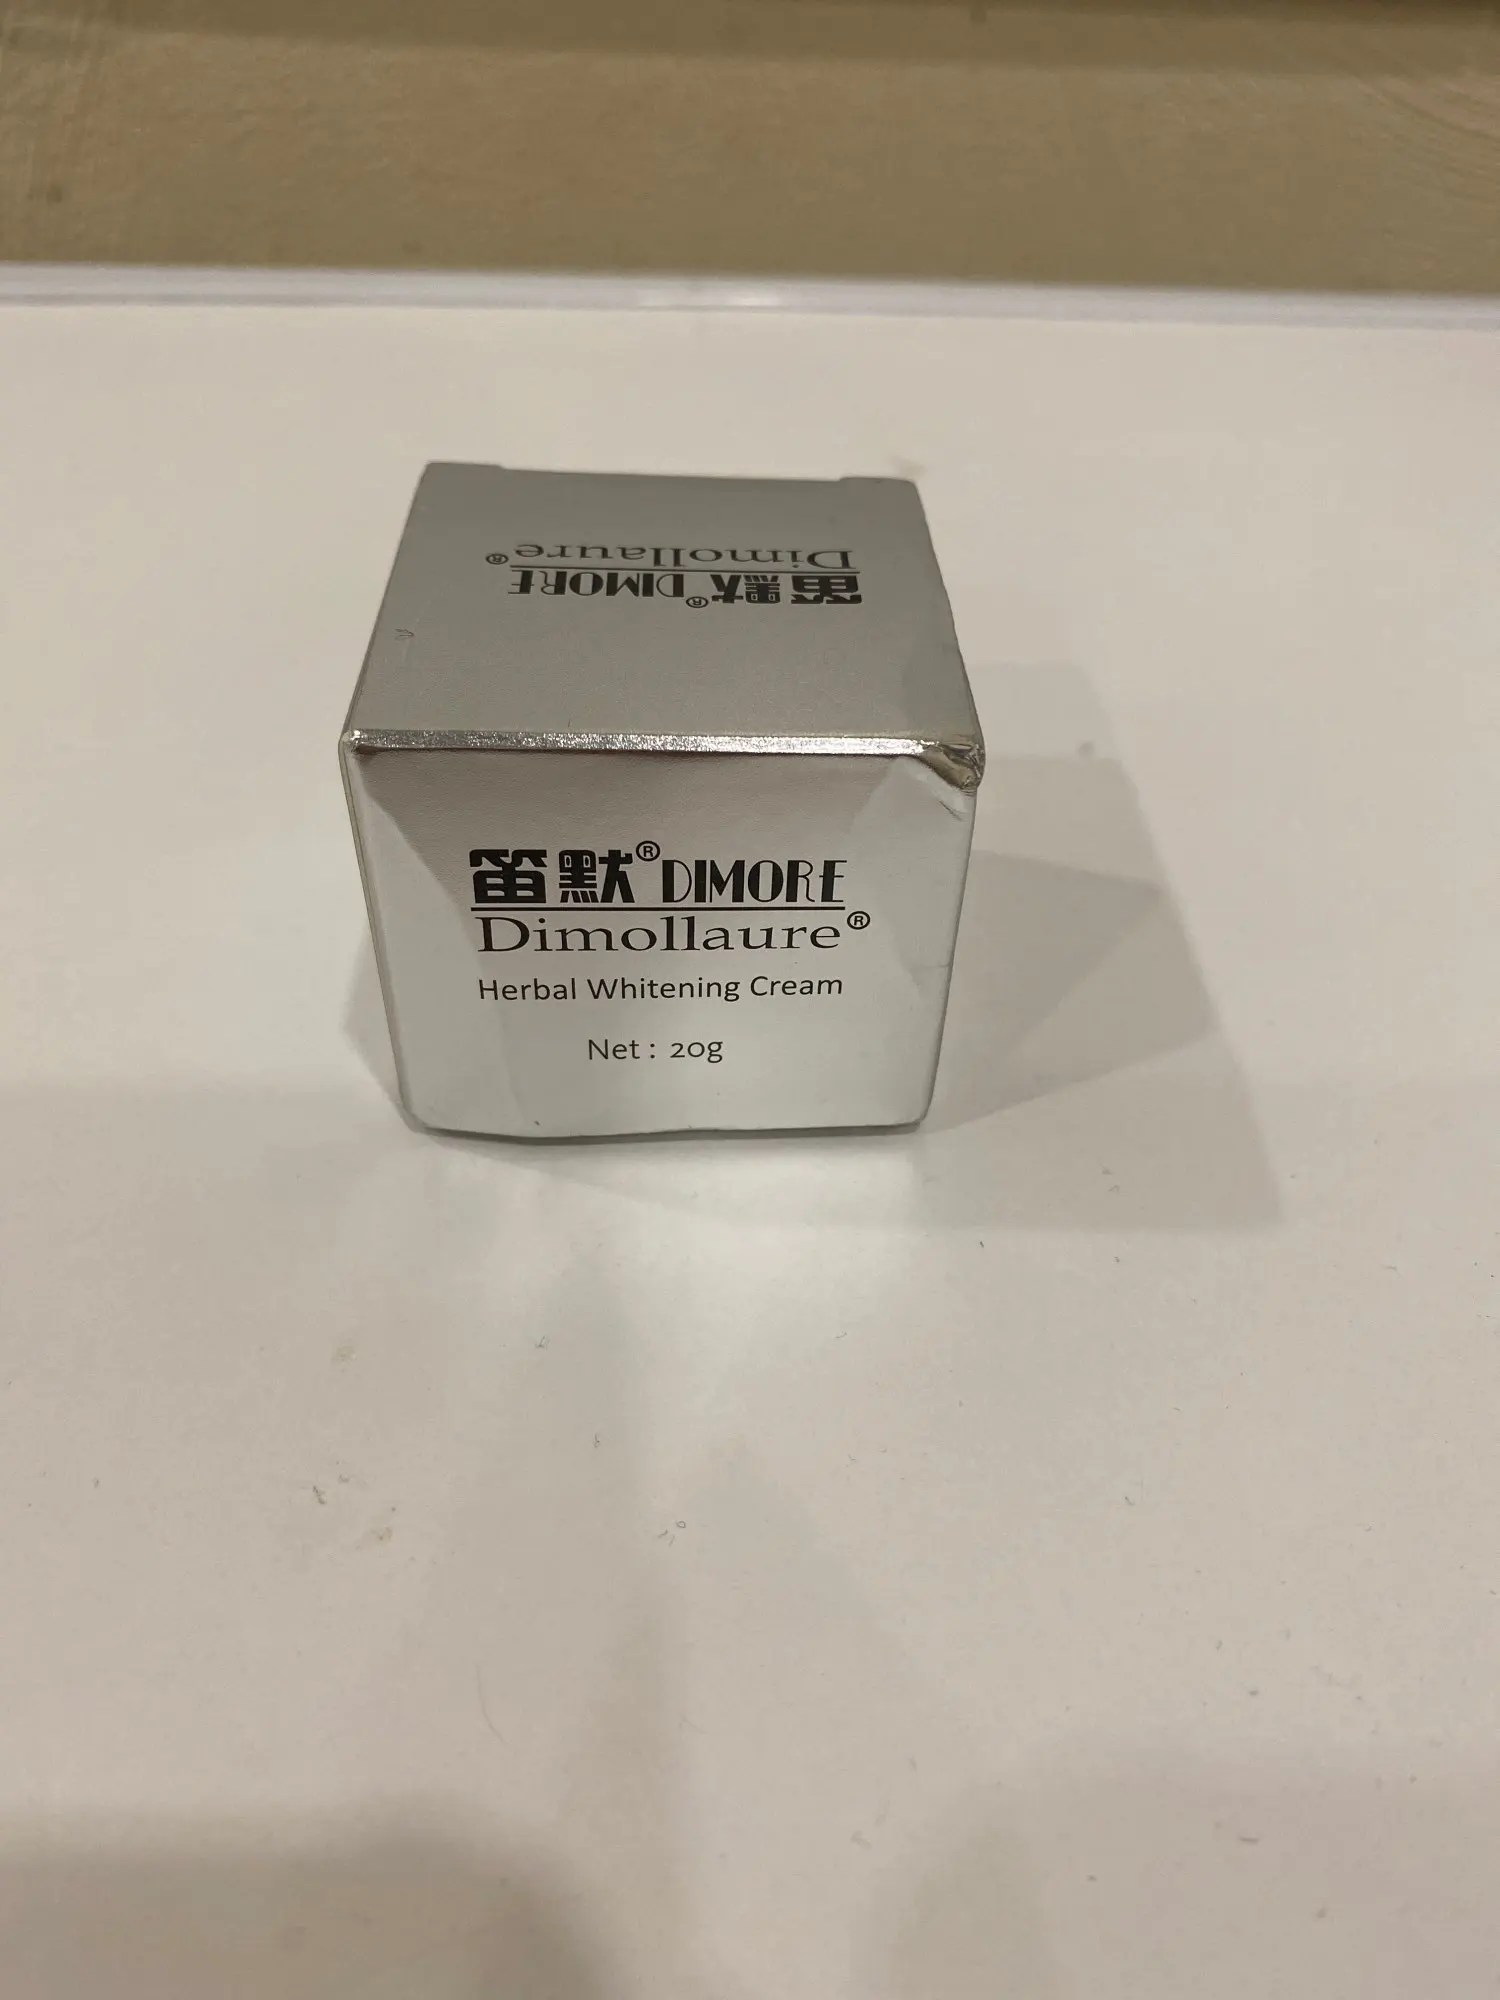 Dimollaure®
笛默®DIMORE
笛默®DIMORE
Dimollaure®
Herbal Whitening Cream
Net : 20g